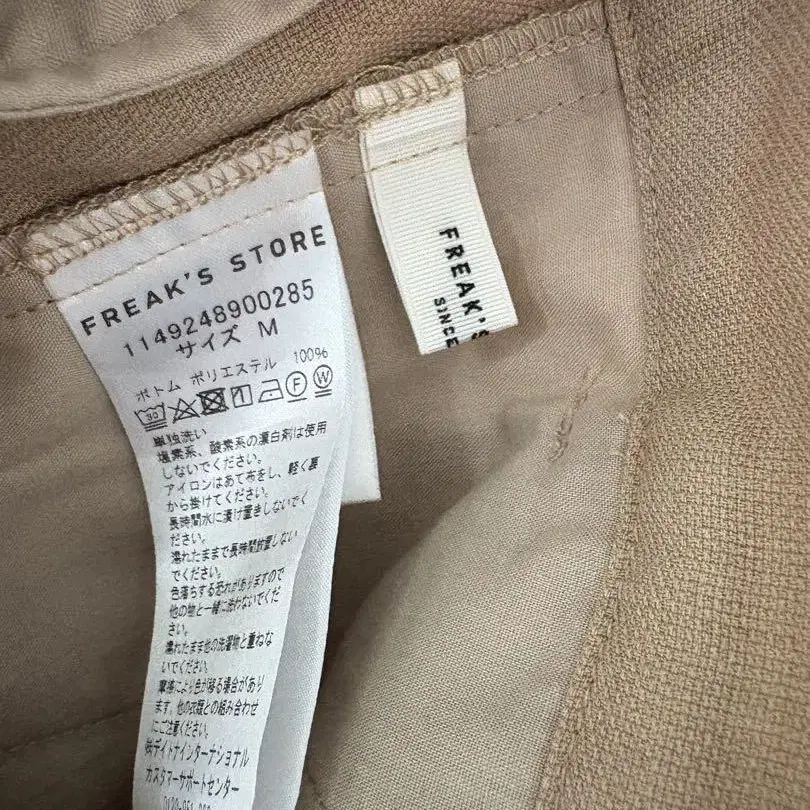 FREAK'S STORE
1149248900285
サイズ M
ボトム ポリエステル 100%
30 F W
単独洗い
塩素系、酸素系の漂白剤は使用
しないでください。
アイロンはあて布をし、軽く裏
から掛けてください。
長時間水に漬け置きしないでく
ださい。
濡れたままで長時間放置しない
でください。
色落ちする恐れがありますので
他の物と一緒に洗わないでくだ
さい。
濡れたまま他の洗濯物と重ねな
いでください。
摩擦により色が移る場合があり
ます。他の衣類との組み合わせ
にご注意ください。
㈱デイトナインターナショナル
カスタマーサポートセンター
FREAK'S
SINCE